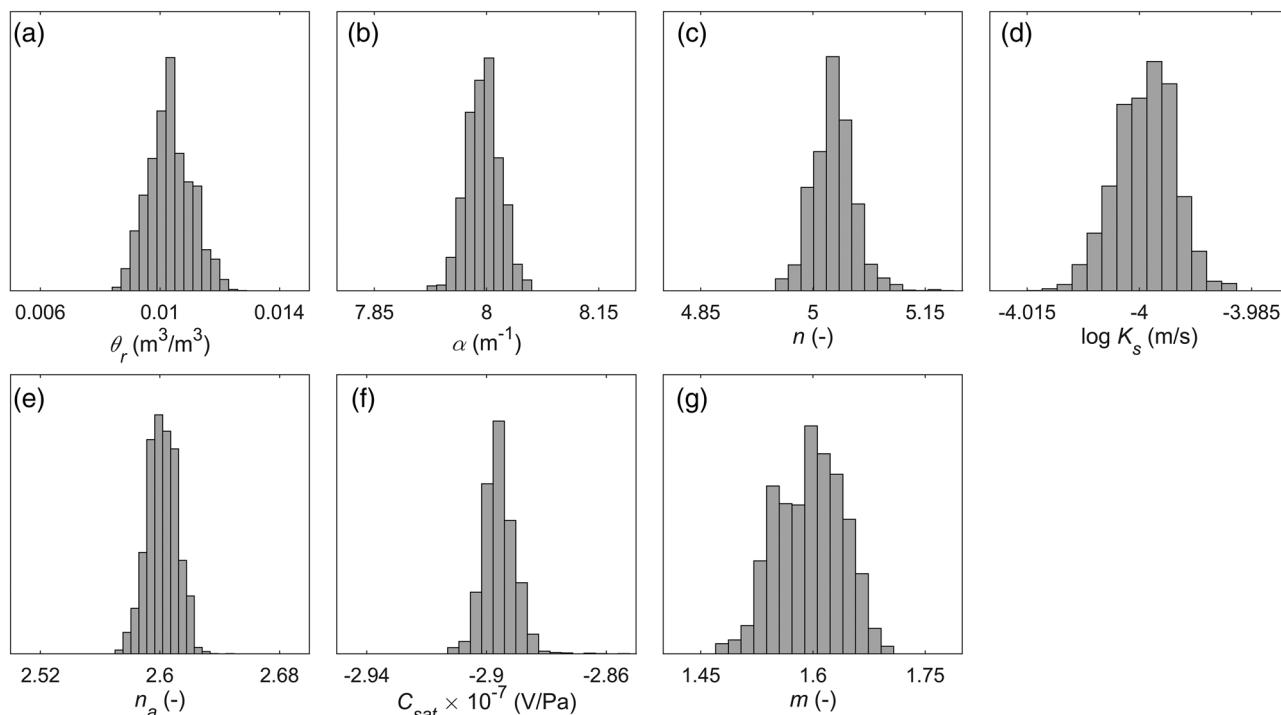 (a) (b) (c) (d)
0.006 0.01 0.014 7.85 8 8.15 4.85 5 5.15 -4.015 -4 -3.985
θr (m³/m³) α (m⁻¹) n (-) log Ks (m/s)
(e) (f) (g)
2.52 2.6 2.68 -2.94 -2.9 -2.86 1.45 1.6 1.75
na (-) Csat × 10⁻⁷ (V/Pa) m (-)